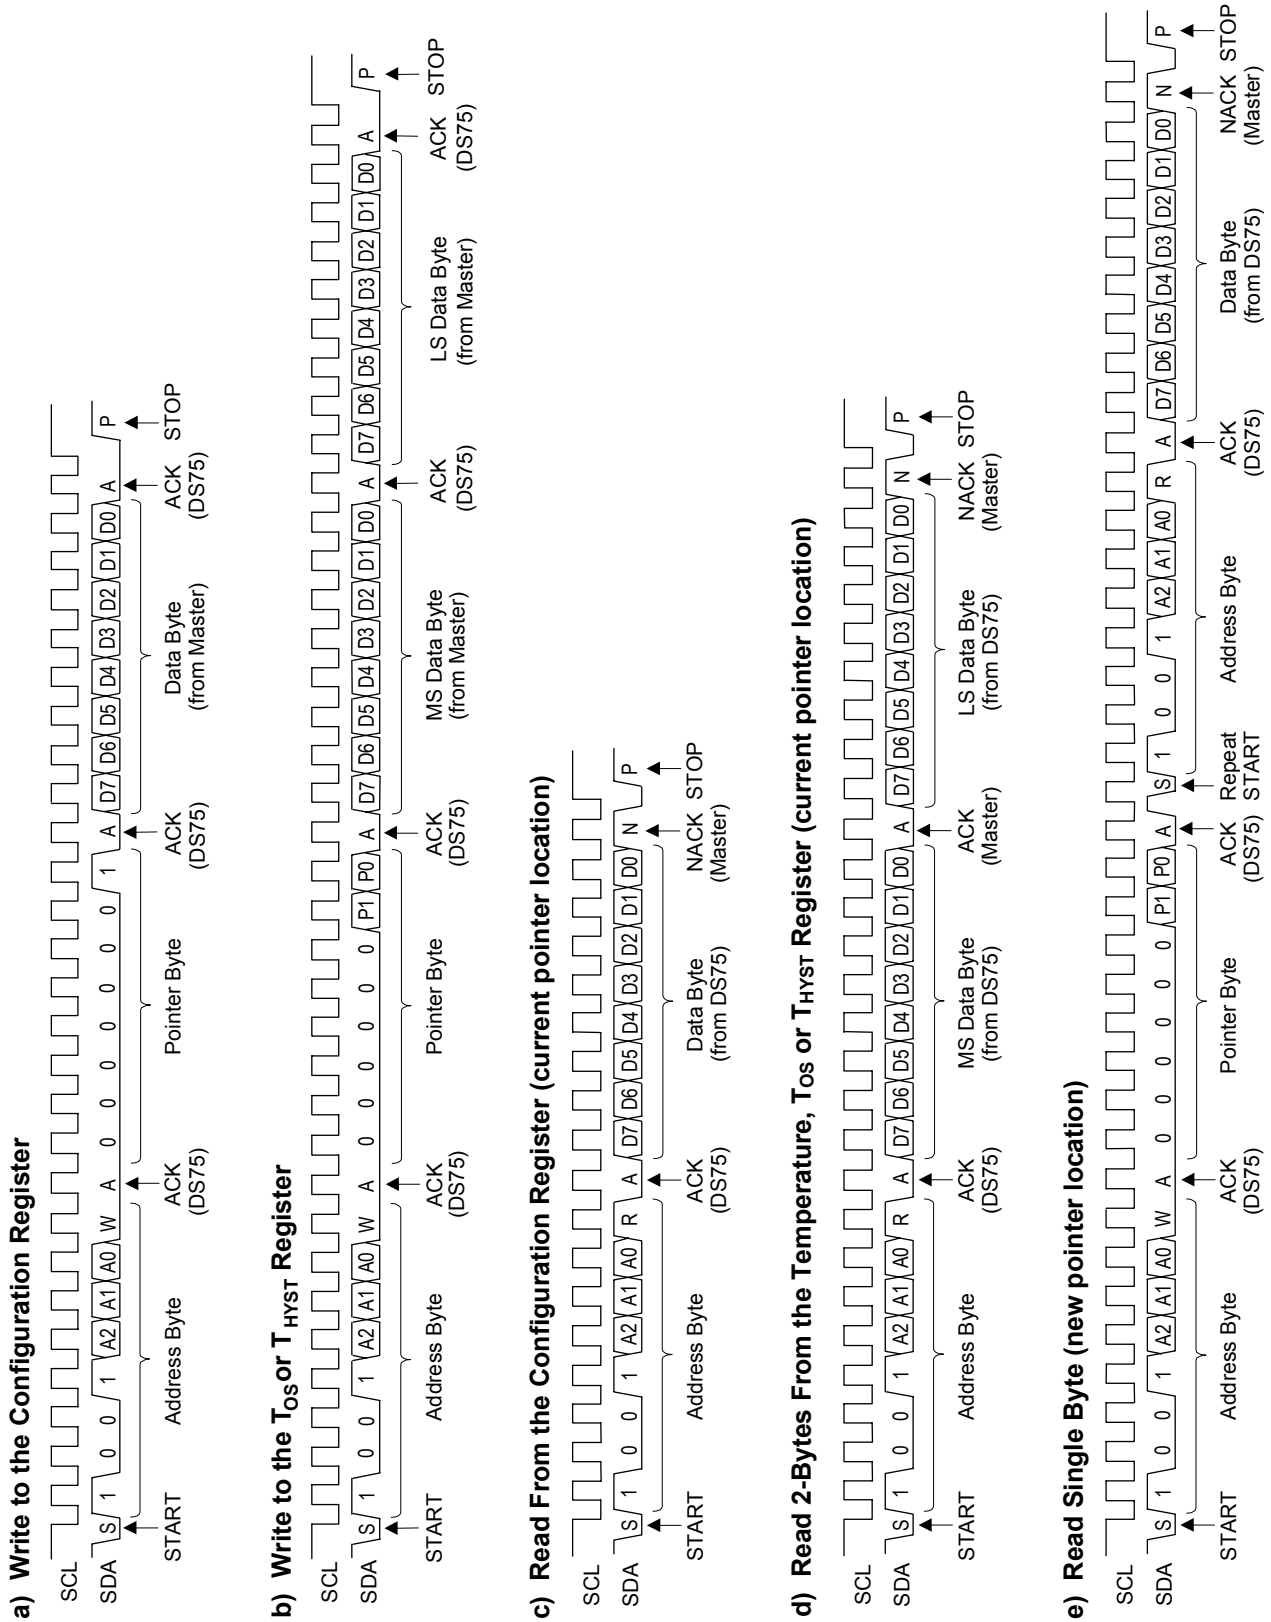 a) Write to the Configuration Register
SCL
SDA S 1 0 0 1 A2 A1 A0 W A 0 0 0 0 0 0 0 1 A D7 D6 D5 D4 D3 D2 D1 D0 A P
START Address Byte ACK (DS75) Pointer Byte ACK (DS75) Data Byte (from Master) ACK (DS75) STOP
b) Write to the TOS or THYST Register
SCL
SDA S 1 0 0 1 A2 A1 A0 W A 0 0 0 0 0 0 P1 P0 A D7 D6 D5 D4 D3 D2 D1 D0 A D7 D6 D5 D4 D3 D2 D1 D0 A P
START Address Byte ACK (DS75) Pointer Byte ACK (DS75) MS Data Byte (from Master) ACK (DS75) LS Data Byte (from Master) ACK (DS75) STOP
c) Read From the Configuration Register (current pointer location)
SCL
SDA S 1 0 0 1 A2 A1 A0 R A D7 D6 D5 D4 D3 D2 D1 D0 N P
START Address Byte ACK (DS75) Data Byte (from DS75) NACK (Master) STOP
d) Read 2-Bytes From the Temperature, TOS or THYST Register (current pointer location)
SCL
SDA S 1 0 0 1 A2 A1 A0 R A D7 D6 D5 D4 D3 D2 D1 D0 A D7 D6 D5 D4 D3 D2 D1 D0 N P
START Address Byte ACK (DS75) MS Data Byte (from DS75) ACK (Master) LS Data Byte (from DS75) NACK (Master) STOP
e) Read Single Byte (new pointer location)
SCL
SDA S 1 0 0 1 A2 A1 A0 W A 0 0 0 0 0 0 P1 P0 A S 1 0 0 1 A2 A1 A0 R A D7 D6 D5 D4 D3 D2 D1 D0 N P
START Address Byte ACK (DS75) Pointer Byte ACK (DS75) Repeat START Address Byte ACK (DS75) Data Byte (from DS75) NACK (Master) STOP